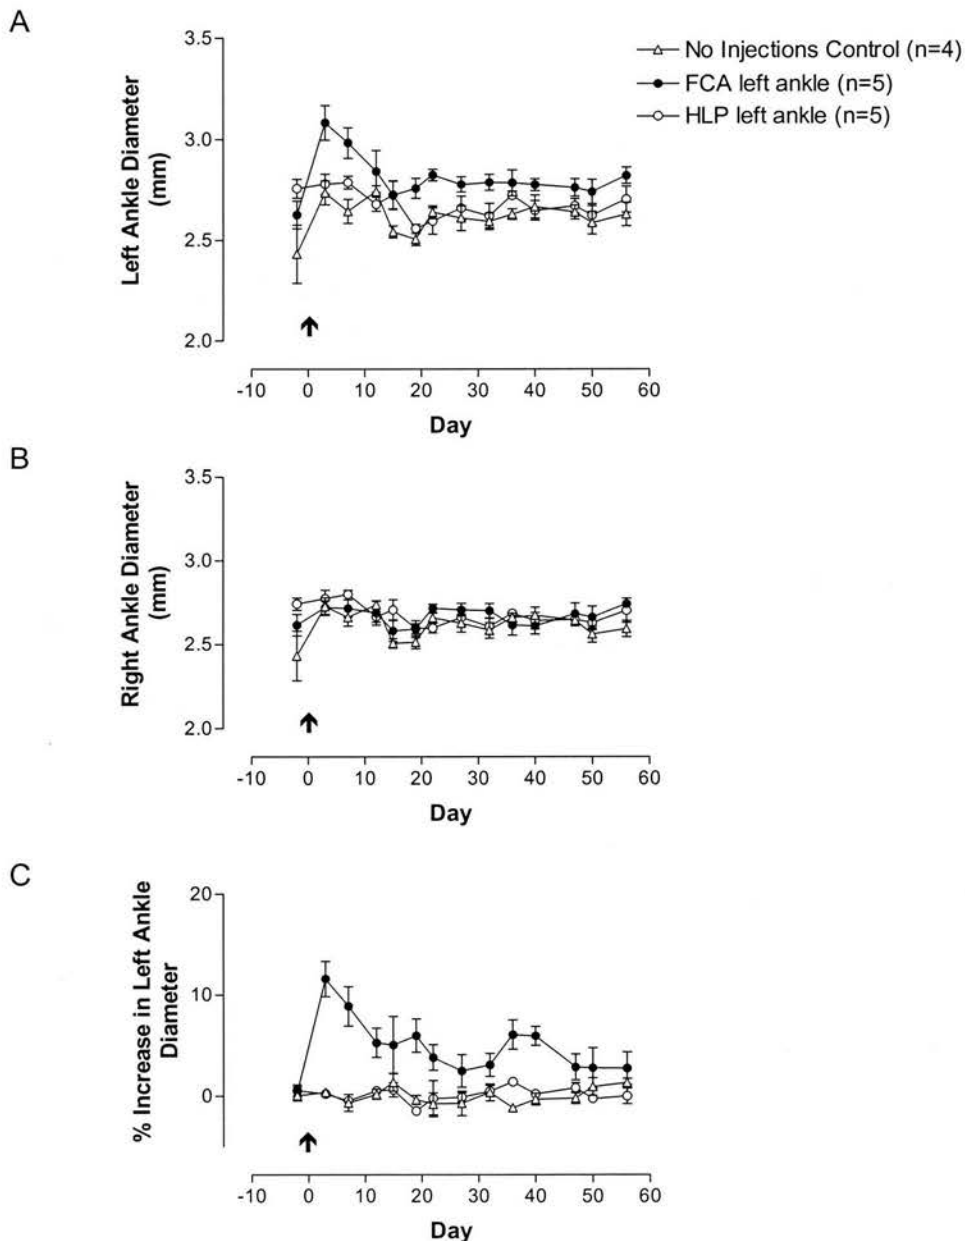 A
3.5
3.0
2.5
2.0
Left Ankle Diameter
(mm)
No Injections Control (n=4)
FCA left ankle (n=5)
HLP left ankle (n=5)
-10 0 10 20 30 40 50 60
Day
B
3.5
3.0
2.5
2.0
Right Ankle Diameter
(mm)
-10 0 10 20 30 40 50 60
Day
C
20
10
0
% Increase in Left Ankle
Diameter
-10 0 10 20 30 40 50 60
Day